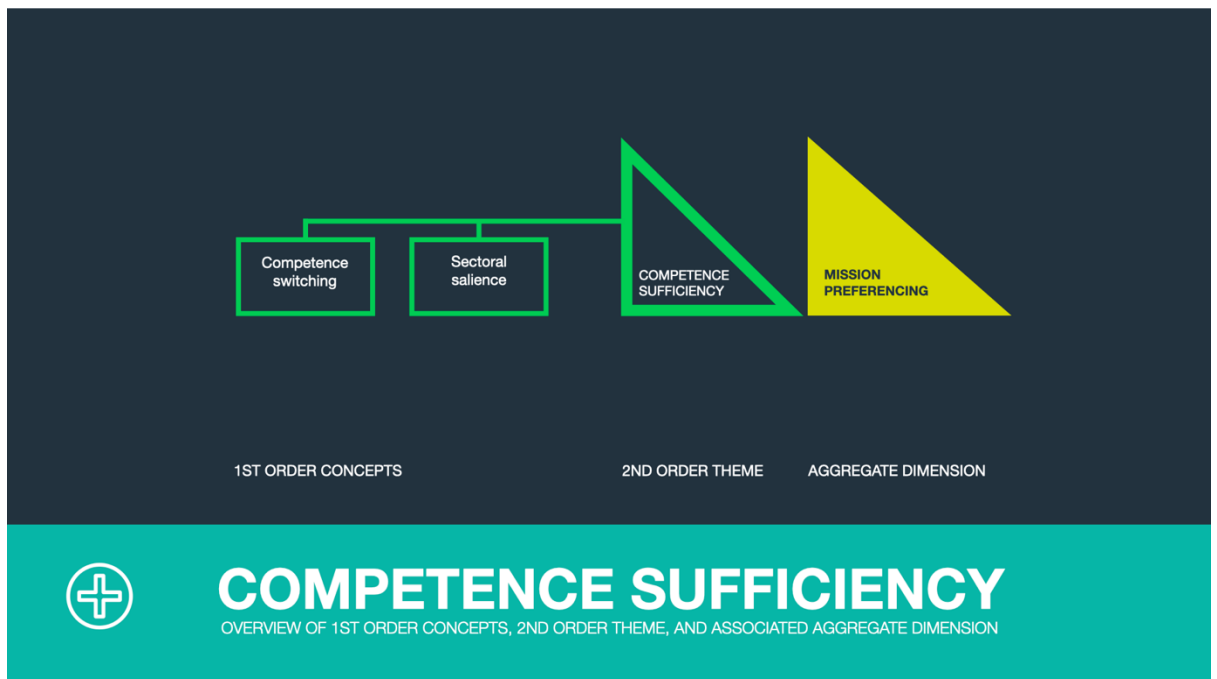 Competence
switching
Sectoral
salience
COMPETENCE
SUFFICIENCY
MISSION
PREFERENCING
1ST ORDER CONCEPTS
2ND ORDER THEME
AGGREGATE DIMENSION
COMPETENCE SUFFICIENCY
OVERVIEW OF 1ST ORDER CONCEPTS, 2ND ORDER THEME, AND ASSOCIATED AGGREGATE DIMENSION